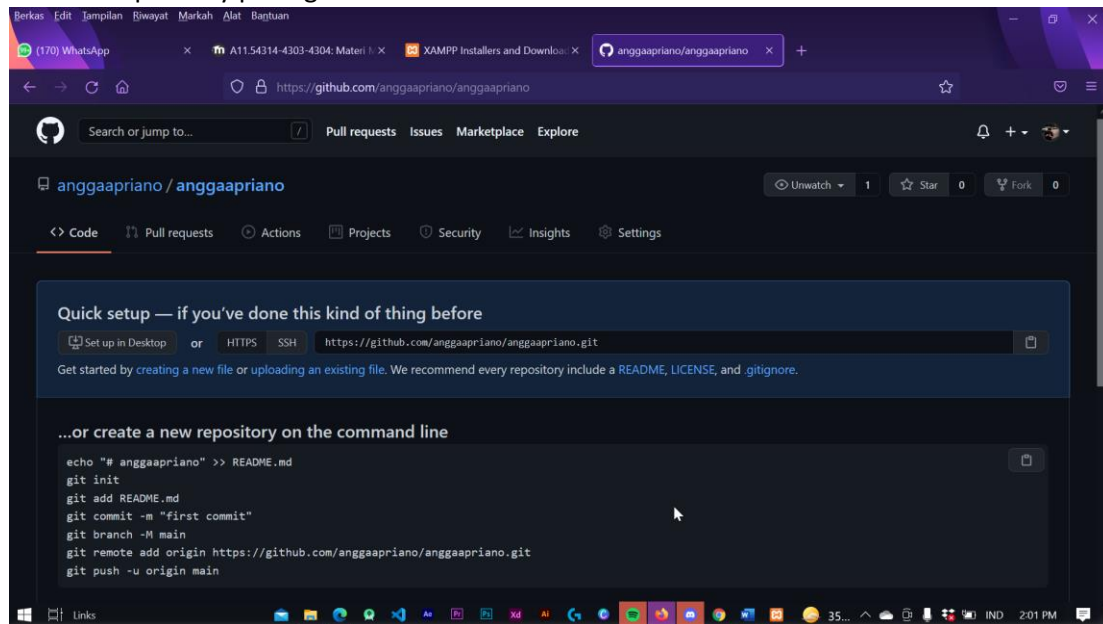 Berkas Edit Tampilan Riwayat Markah Alat Bantuan
(170) WhatsApp
A11.54314-4303-4304: Materi
XAMPP Installers and Download
anggaapriano/anggaapriano
https://github.com/anggaapriano/anggaapriano
Search or jump to... / Pull requests Issues Marketplace Explore
anggaapriano / anggaapriano
Unwatch 1 Star 0 Fork 0
<> Code Pull requests Actions Projects Security Insights Settings
Quick setup — if you've done this kind of thing before
Set up in Desktop or HTTPS SSH https://github.com/anggaapriano/anggaapriano.git
Get started by creating a new file or uploading an existing file. We recommend every repository include a README, LICENSE, and .gitignore.
...or create a new repository on the command line
echo "# anggaapriano" >> README.md
git init
git add README.md
git commit -m "first commit"
git branch -M main
git remote add origin https://github.com/anggaapriano/anggaapriano.git
git push -u origin main
Links Ae Pr Ps Xd Ai 35... IND 2:01 PM